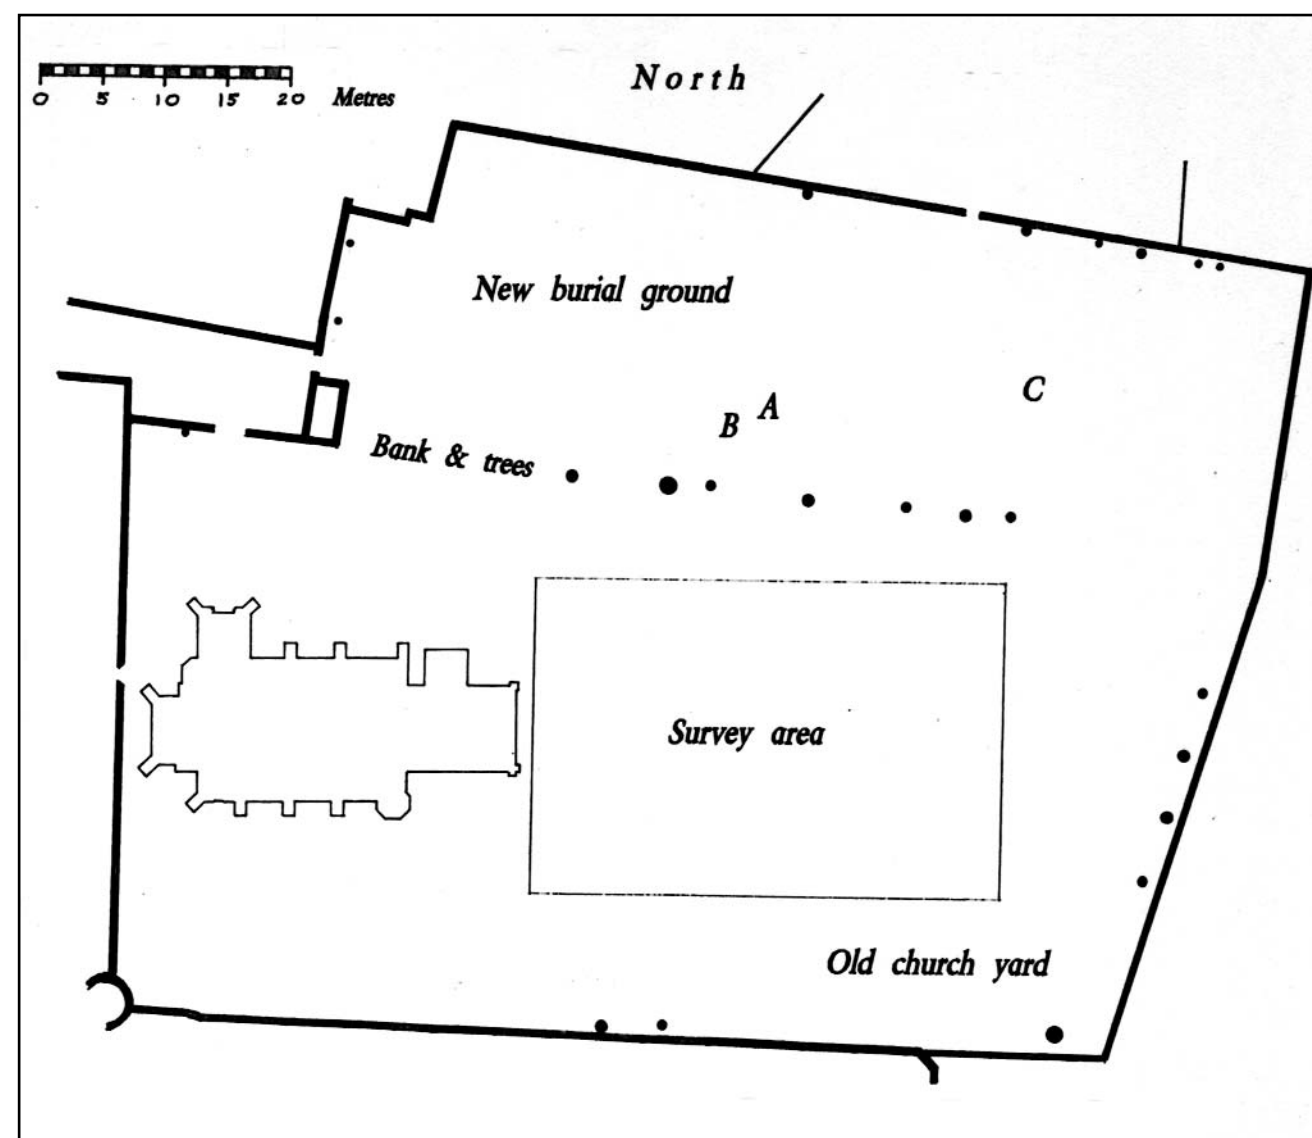 North
0 5 10 15 20 Metres
New burial ground
C
A
B
Bank & trees
Survey area
Old church yard